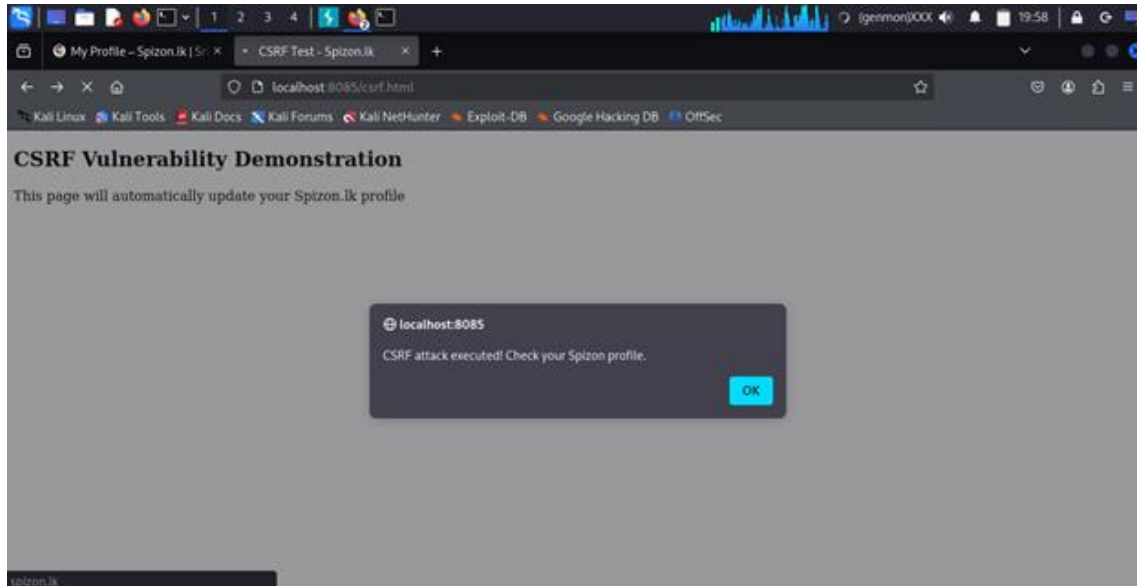 1 2 3 4
(genmon)XXX
19:58
My Profile – Spizon.lk | Sri
CSRF Test - Spizon.lk
localhost:8085/csrf.html
Kali Linux Kali Tools Kali Docs Kali Forums Kali NetHunter Exploit-DB Google Hacking DB OffSec
CSRF Vulnerability Demonstration
This page will automatically update your Spizon.lk profile
localhost:8085
CSRF attack executed! Check your Spizon profile.
OK
spizon.lk